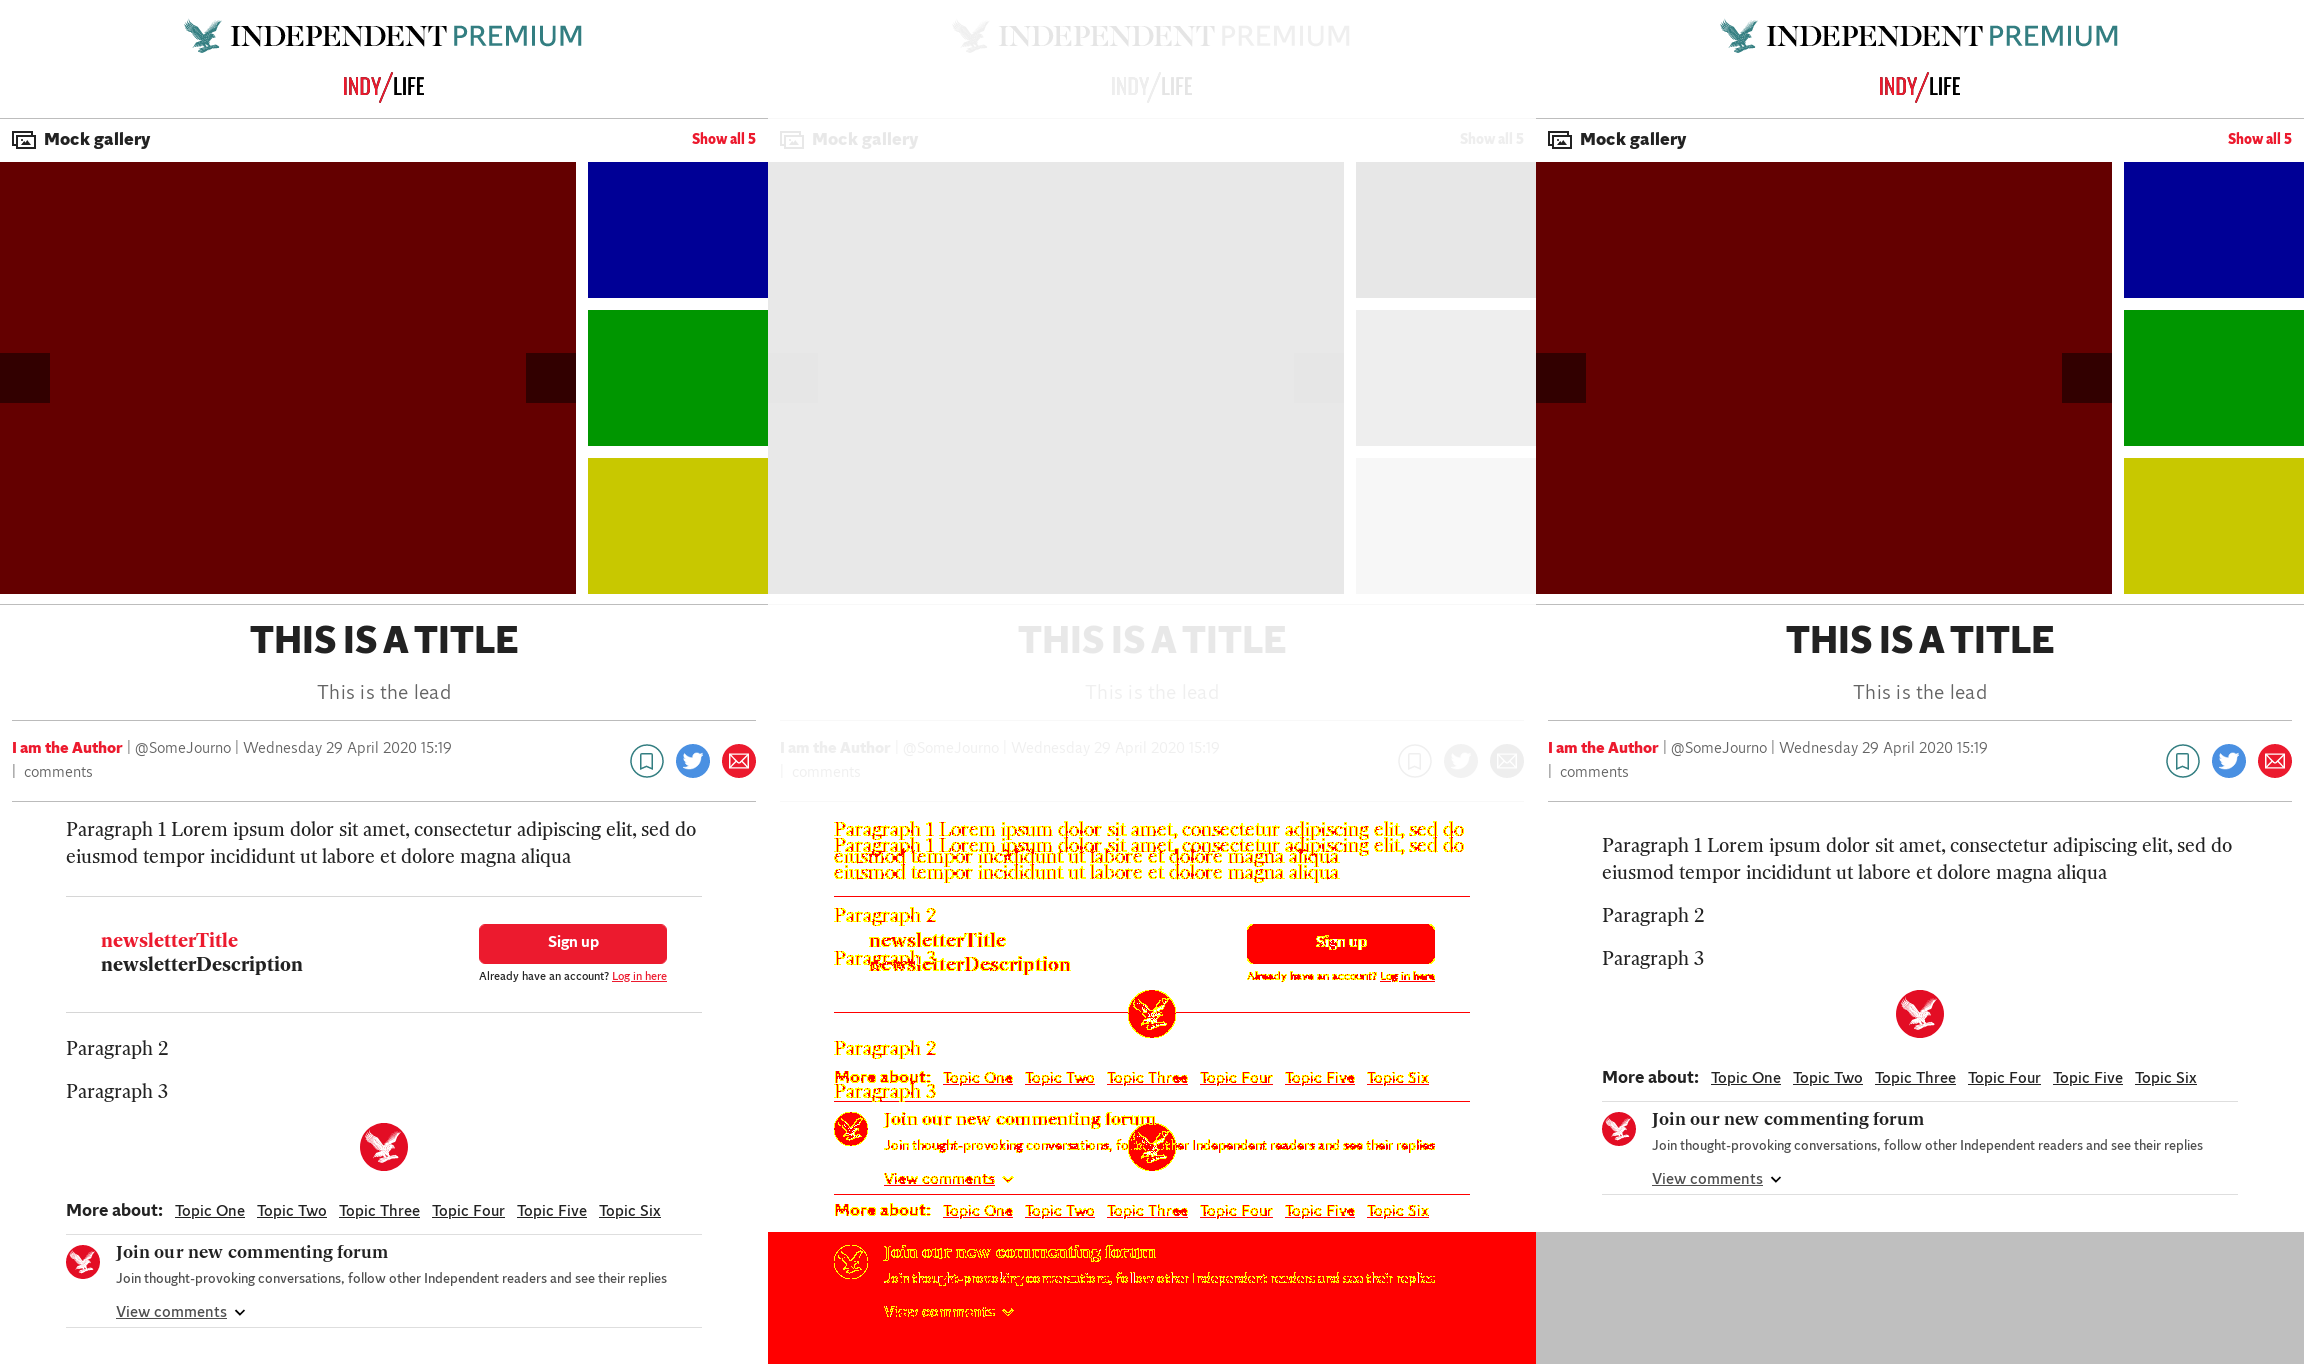 INDEPENDENT PREMIUM
INDY/LIFE
Mock gallery
Show all 5
THIS IS A TITLE
This is the lead
I am the Author | @SomeJourno | Wednesday 29 April 2020 15:19
| comments
Paragraph 1 Lorem ipsum dolor sit amet, consectetur adipiscing elit, sed do
eiusmod tempor incididunt ut labore et dolore magna aliqua
newsletterTitle
newsletterDescription
Sign up
Already have an account? Log in here
Paragraph 2
Paragraph 3
More about: Topic One Topic Two Topic Three Topic Four Topic Five Topic Six
Join our new commenting forum
Join thought-provoking conversations, follow other Independent readers and see their replies
View comments
INDEPENDENT PREMIUM
INDY/LIFE
Mock gallery
Show all 5
THIS IS A TITLE
This is the lead
I am the Author | @SomeJourno | Wednesday 29 April 2020 15:19
| comments
Paragraph 1 Lorem ipsum dolor sit amet, consectetur adipiscing elit, sed do
Paragraph 1 Lorem ipsum dolor sit amet, consectetur adipiscing elit, sed do
eiusmod tempor incididunt ut labore et dolore magna aliqua
eiusmod tempor incididunt ut labore et dolore magna aliqua
Paragraph 2
newsletterTitle
Sign up
Paragraph 3
newsletterDescription
Already have an account? Log in here
Paragraph 2
More about: Topic One Topic Two Topic Three Topic Four Topic Five Topic Six
Paragraph 3
Join our new commenting forum
Join thought-provoking conversations, follow other Independent readers and see their replies
View comments
More about: Topic One Topic Two Topic Three Topic Four Topic Five Topic Six
Join our new commenting forum
Join thought-provoking conversations, follow other Independent readers and see their replies
View comments
INDEPENDENT PREMIUM
INDY/LIFE
Mock gallery
Show all 5
THIS IS A TITLE
This is the lead
I am the Author | @SomeJourno | Wednesday 29 April 2020 15:19
| comments
Paragraph 1 Lorem ipsum dolor sit amet, consectetur adipiscing elit, sed do
eiusmod tempor incididunt ut labore et dolore magna aliqua
Paragraph 2
Paragraph 3
More about: Topic One Topic Two Topic Three Topic Four Topic Five Topic Six
Join our new commenting forum
Join thought-provoking conversations, follow other Independent readers and see their replies
View comments